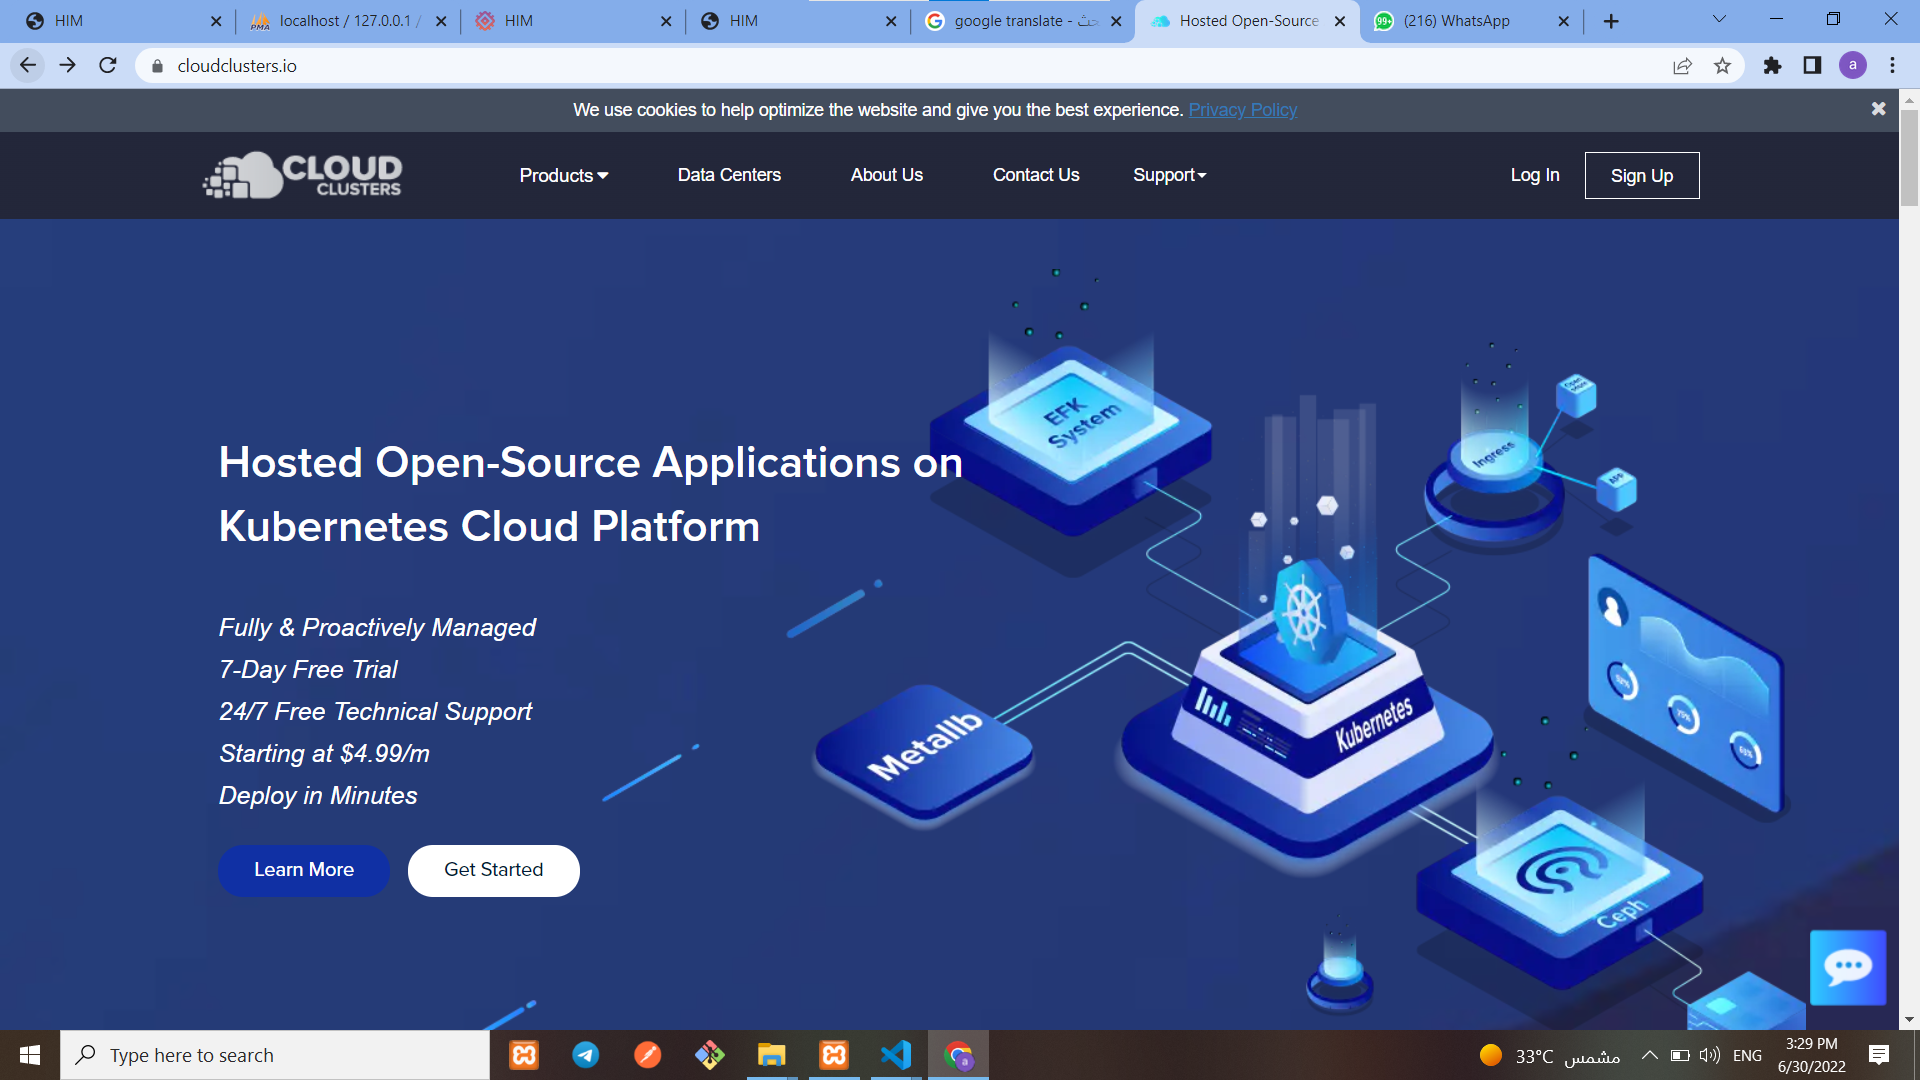 HIM
localhost / 127.0.0.1 /
HIM
HIM
google translate - بحث
Hosted Open-Source
(216) WhatsApp
cloudclusters.io
a
We use cookies to help optimize the website and give you the best experience. Privacy Policy
CLOUD
CLUSTERS
Products
Data Centers
About Us
Contact Us
Support
Log In
Sign Up
Hosted Open-Source Applications on
Kubernetes Cloud Platform
Fully & Proactively Managed
7-Day Free Trial
24/7 Free Technical Support
Starting at $4.99/m
Deploy in Minutes
Learn More
Get Started
EFK
System
Ingress
APP
Metallb
Kubernetes
Ceph
Type here to search
33°C مشمس
ENG
3:29 PM
6/30/2022